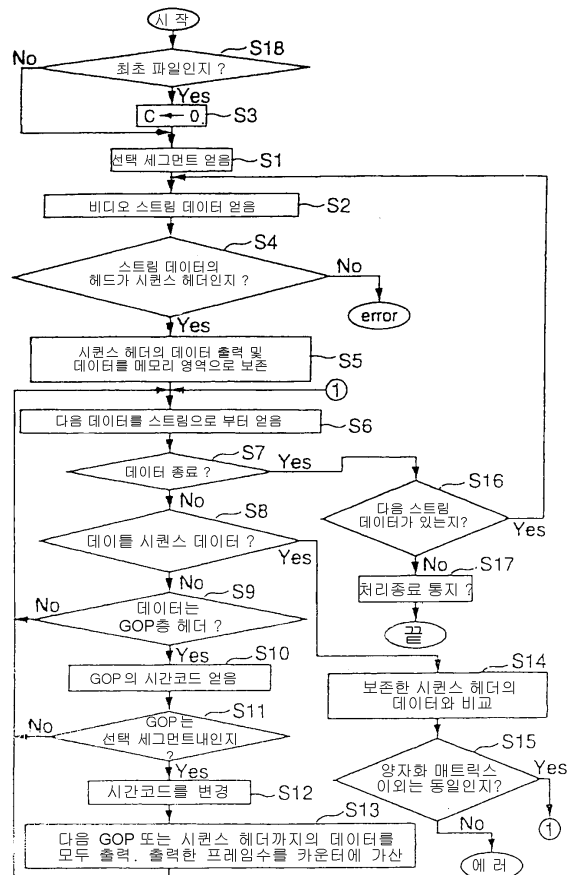 시 작
S18
No
최초 파일인지 ?
Yes
C ← 0
S3
선택 세그먼트 얻음
S1
비디오 스트림 데이터 얻음
S2
S4
스트림 데이터의
헤드가 시퀀스 헤더인지 ?
No
error
Yes
시퀀스 헤더의 데이터 출력 및
데이터를 메모리 영역으로 보존
S5
①
다음 데이터를 스트림으로 부터 얻음
S6
S7
데이터 종료 ?
Yes
S16
No
다음 스트림
데이터가 있는지?
Yes
S8
데이틀 시퀀스 데이터 ?
Yes
No
S17
처리종료 통지 ?
끝
No
S9
No
데이터는
GOP층 헤더 ?
Yes
S10
GOP의 시간코드 얻음
S14
보존한 시퀀스 헤더의
데이터와 비교
S11
No
GOP는
선택 세그먼트내인지
?
S15
양자화 매트릭스
이외는 동일인지?
Yes
Yes
시간코드를 변경
S12
①
S13
No
다음 GOP 또는 시퀀스 헤더까지의 데이터를
모두 출력. 출력한 프레임수를 카운터에 가산
에 러